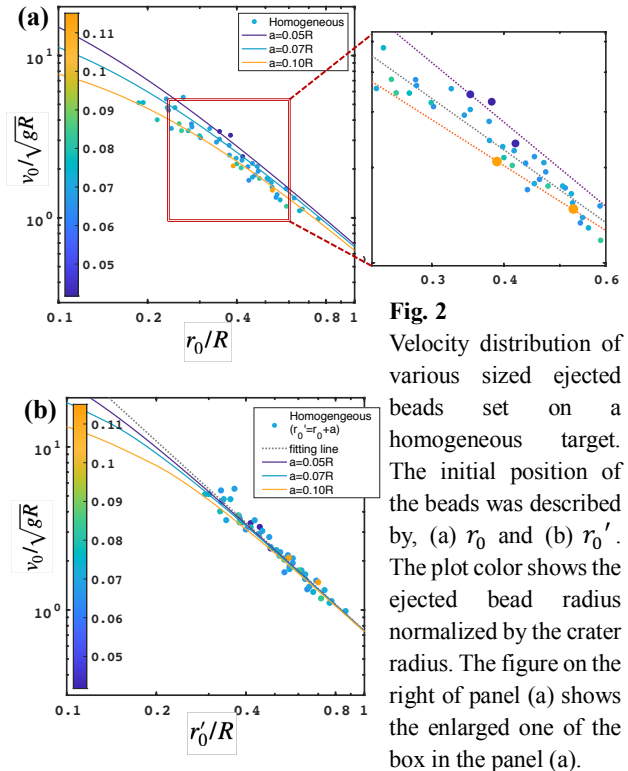 (a)
Homogeneous
a=0.05R
a=0.07R
a=0.10R
0.11
0.10
0.09
0.08
0.07
0.06
0.05
10¹
10⁰
v₀/√gR
0.1 0.2 0.4 0.6 0.8 1
r₀/R
0.3 0.4 0.6
(b)
Homogengeous
(r₀'=r₀+a)
fitting line
a=0.05R
a=0.07R
a=0.10R
0.11
0.10
0.09
0.08
0.07
0.06
0.05
10¹
10⁰
v₀/√gR
0.1 0.2 0.4 0.6 0.8 1
r₀′/R
Fig. 2
Velocity distribution of
various sized ejected
beads set on a
homogeneous target.
The initial position of
the beads was described
by, (a) r₀ and (b) r₀′.
The plot color shows the
ejected bead radius
normalized by the crater
radius. The figure on the
right of panel (a) shows
the enlarged one of the
box in the panel (a).